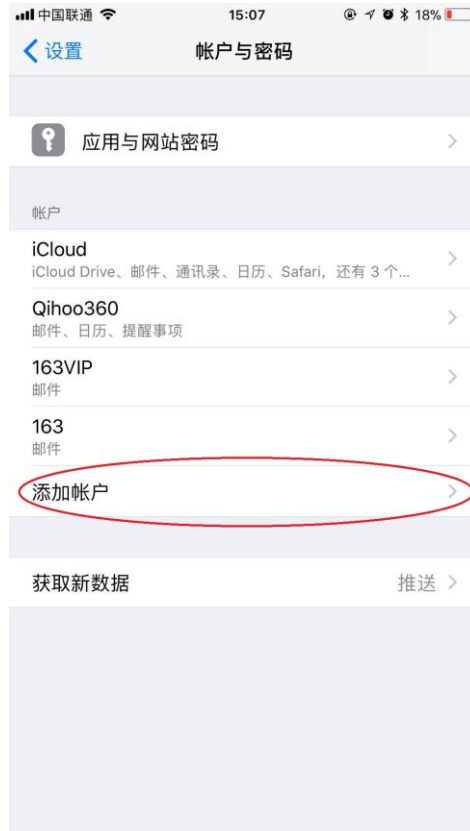 中国联通 15:07 18%
设置 帐户与密码
应用与网站密码
帐户
iCloud
iCloud Drive、邮件、通讯录、日历、Safari，还有 3 个...
Qihoo360
邮件、日历、提醒事项
163VIP
邮件
163
邮件
添加帐户
获取新数据 推送